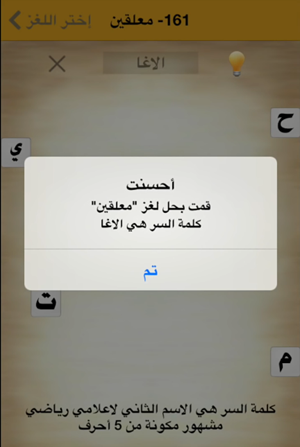 161- معلقين
إختر اللغز
الاغا
ح
ي
أحسنت
قمت بحل لغز "معلقين"
كلمة السر هي الاغا
تم
ت
م
كلمة السر هي الاسم الثاني لاعلامي رياضي
مشهور مكونة من 5 أحرف